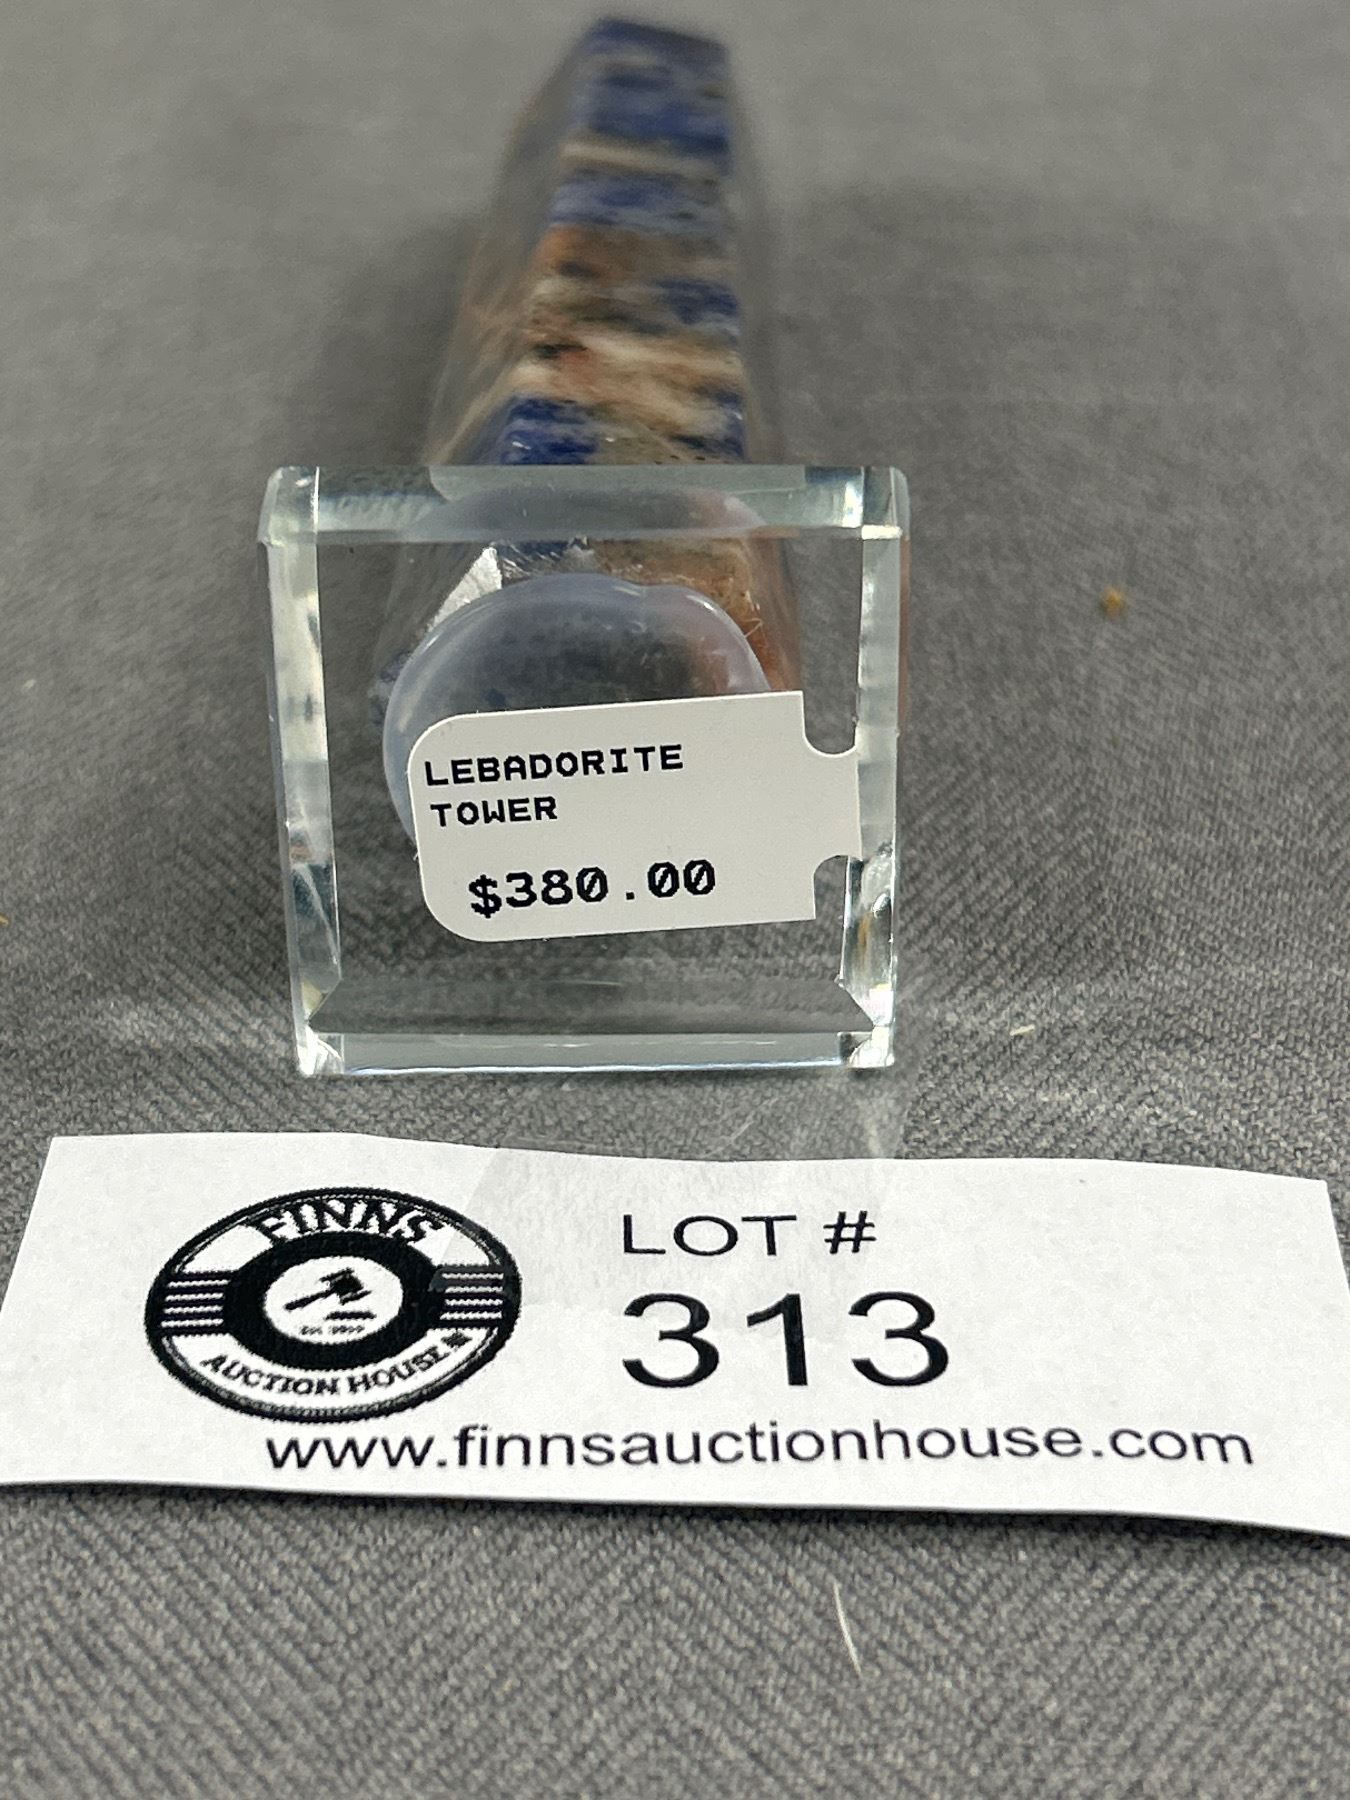 LEBADORITE
TOWER
$380.00
FINNS
AUCTION HOUSE
LOT #
313
www.finnsauctionhouse.com